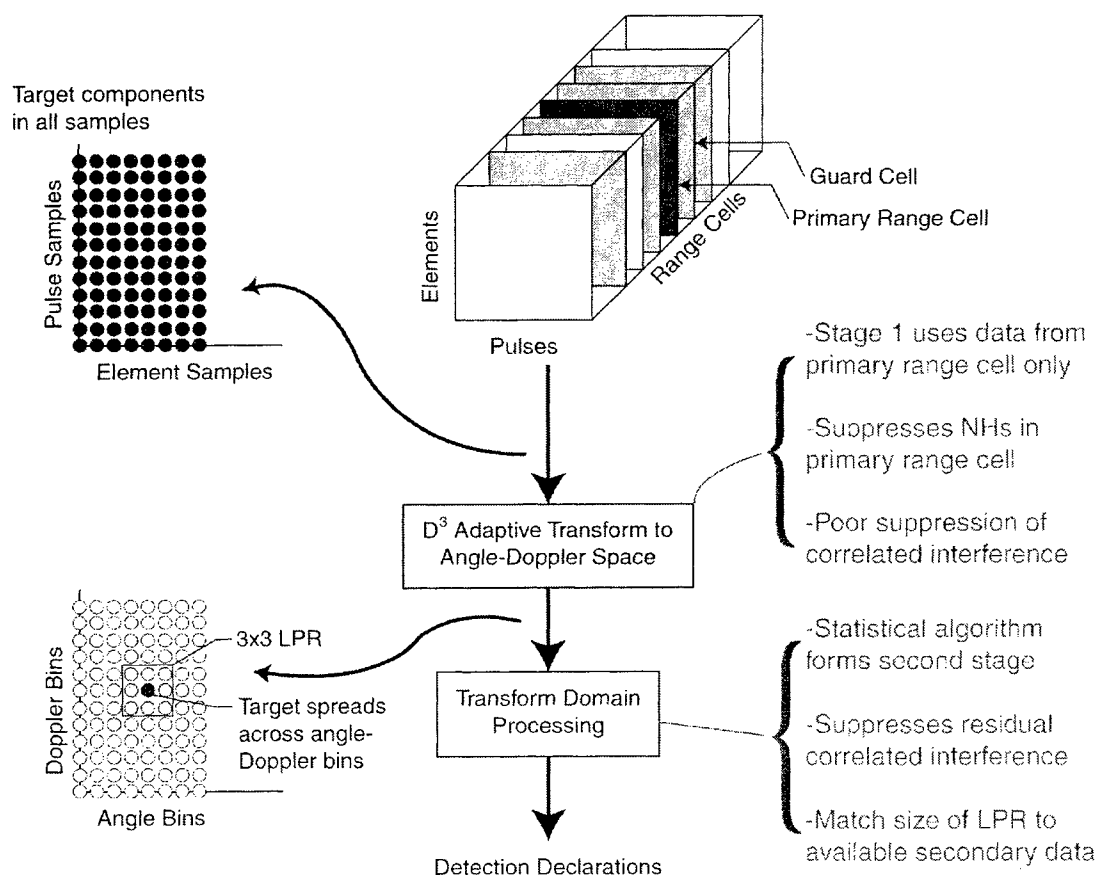 Target components
in all samples
Pulse Samples
Element Samples
Elements
Pulses
Range Cells
Guard Cell
Primary Range Cell
-Stage 1 uses data from
primary range cell only
-Suppresses NHs in
primary range cell
-Poor suppression of
correlated interference
D³ Adaptive Transform to
Angle-Doppler Space
Doppler Bins
Angle Bins
3x3 LPR
Target spreads
across angle-
Doppler bins
Transform Domain
Processing
-Statistical algorithm
forms second stage
-Suppresses residual
correlated interference
-Match size of LPR to
available secondary data
Detection Declarations